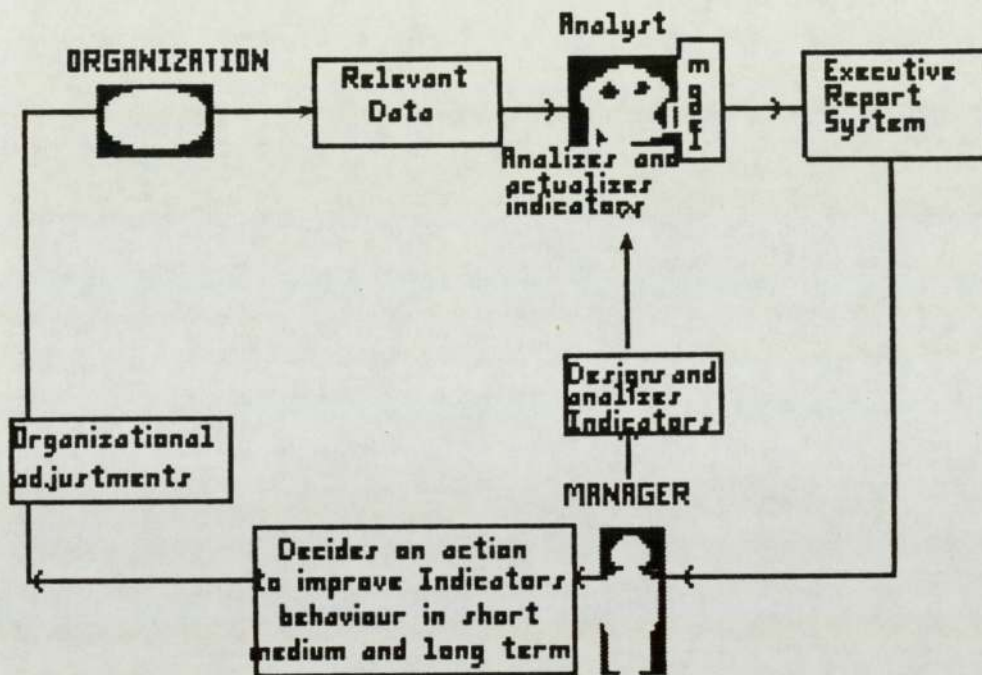 Analyst
ORGANIZATION
Relevant
Data
Executive
Report
System
Analizes and
actualizes
indicators
Designs and
analizes
Indicators
Organizational
adjustments
MANAGER
Decides on action
to improve Indicators
behaviour in short
medium and long term